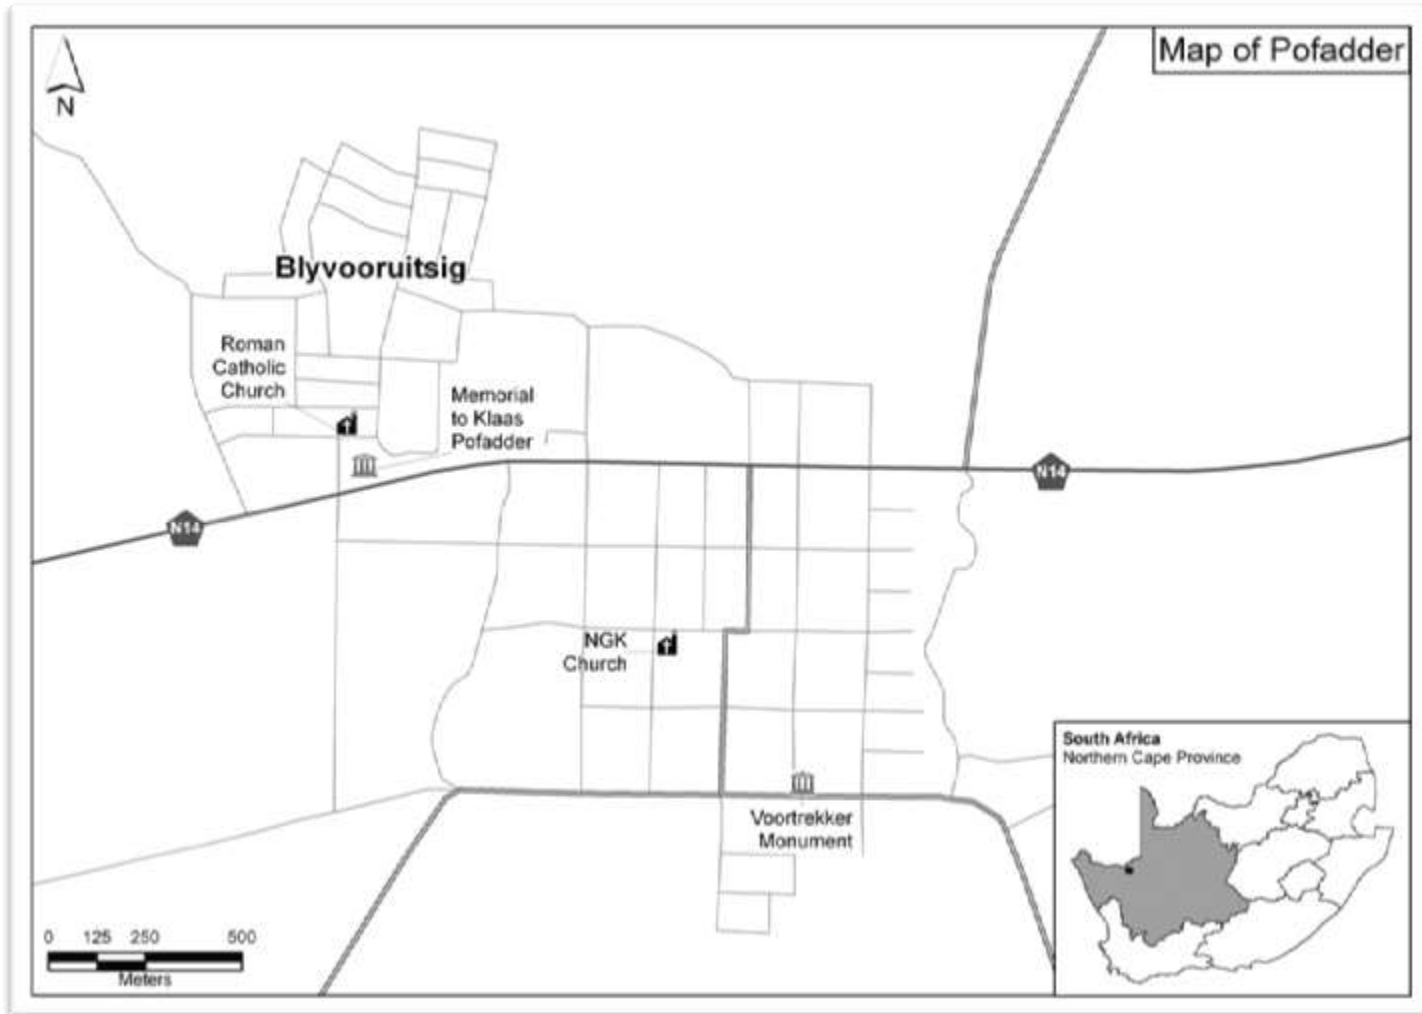 Map of Pofadder
N
Blyvooruitsig
Roman
Catholic
Church
Memorial
to Klaas
Pofadder
N14
N14
NGK
Church
Voortrekker
Monument
South Africa
Northern Cape Province
0 125 250 500
Meters